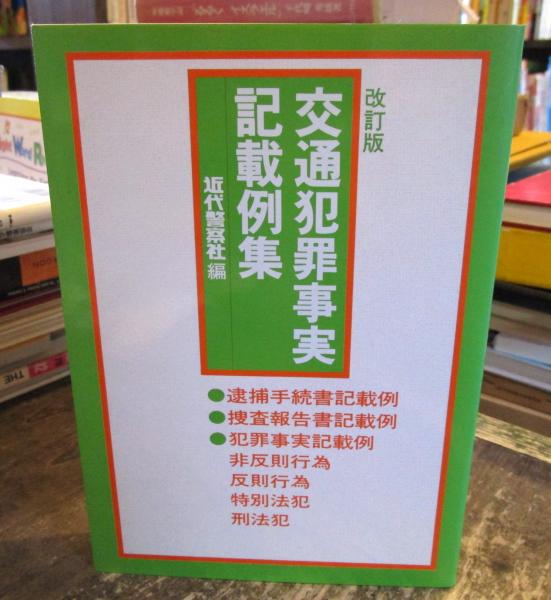 改訂版
交通犯罪事実
記載例集
近代警察社 編
●逮捕手続書記載例
●捜査報告書記載例
●犯罪事実記載例
非反則行為
反則行為
特別法犯
刑法犯
Word
THE